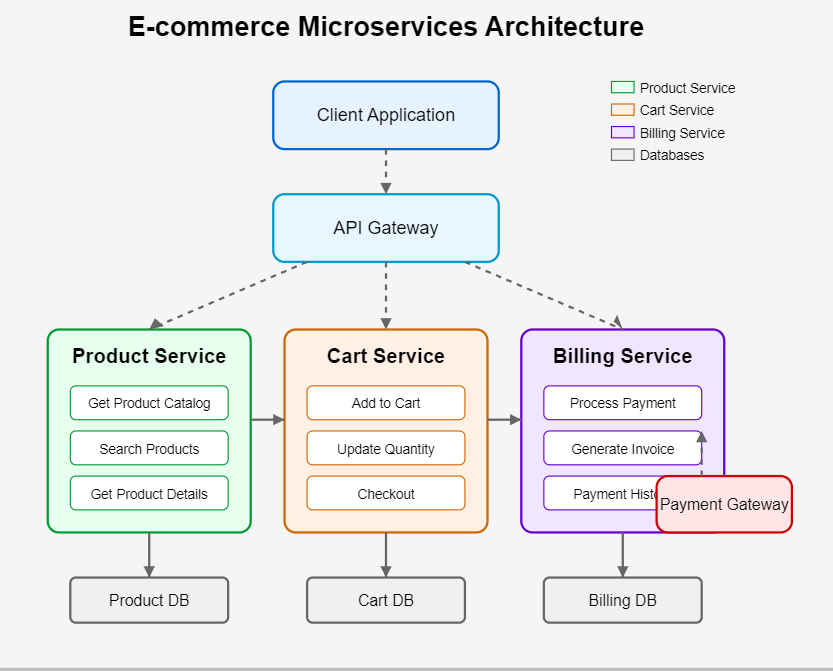 E-commerce Microservices Architecture
Client Application
Product Service
Cart Service
Billing Service
Databases
API Gateway
Product Service
Cart Service
Billing Service
Get Product Catalog
Add to Cart
Process Payment
Search Products
Update Quantity
Generate Invoice
Get Product Details
Checkout
Payment
Payment Gateway
Product DB
Cart DB
Billing DB